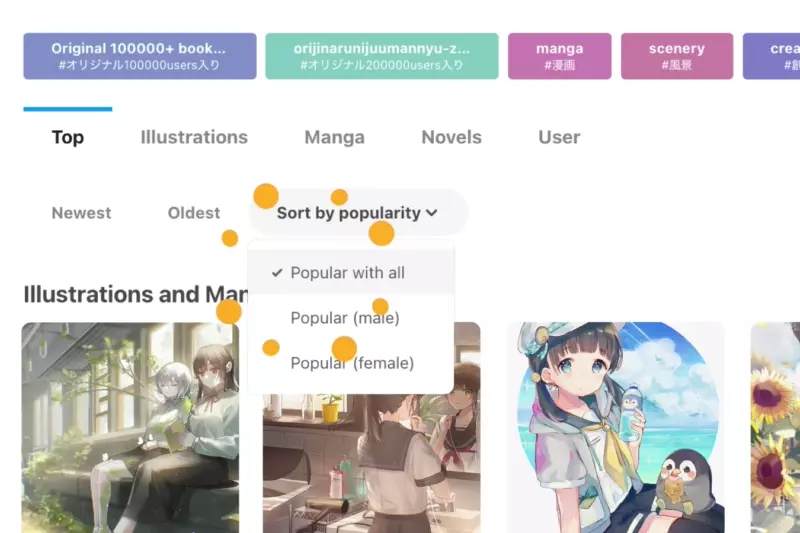 Original 100000+ book...
#オリジナル100000users入り
orijinarunijuumannyu-z...
#オリジナル200000users入り
manga
#漫画
scenery
#風景
crea
#創
Top
Illustrations
Manga
Novels
User
Newest
Oldest
Sort by popularity
Popular with all
Popular (male)
Popular (female)
Illustrations and Man